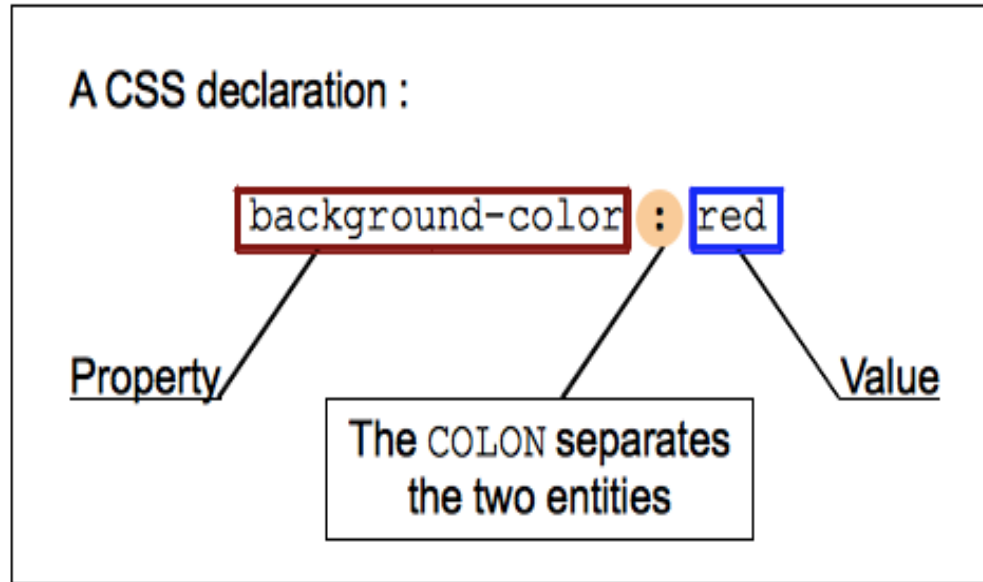 A CSS declaration :
background-color : red
Property
Value
The COLON separates
the two entities